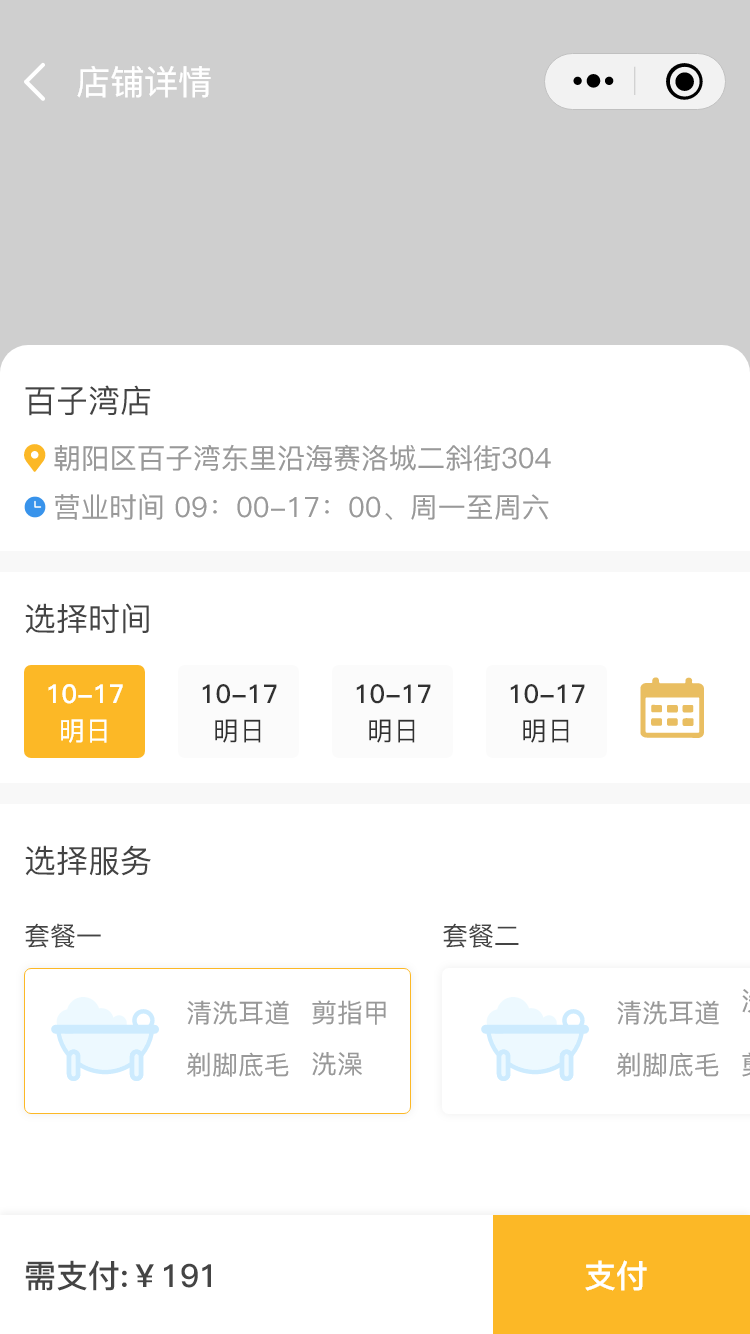 店铺详情
百子湾店
朝阳区百子湾东里沿海赛洛城二斜街304
营业时间 09：00-17：00、周一至周六
选择时间
10-17 10-17 10-17 10-17
明日 明日 明日 明日
选择服务
套餐一 套餐二
清洗耳道 剪指甲 清洗耳道
剃脚底毛 洗澡 剃脚底毛
需支付:¥191 支付